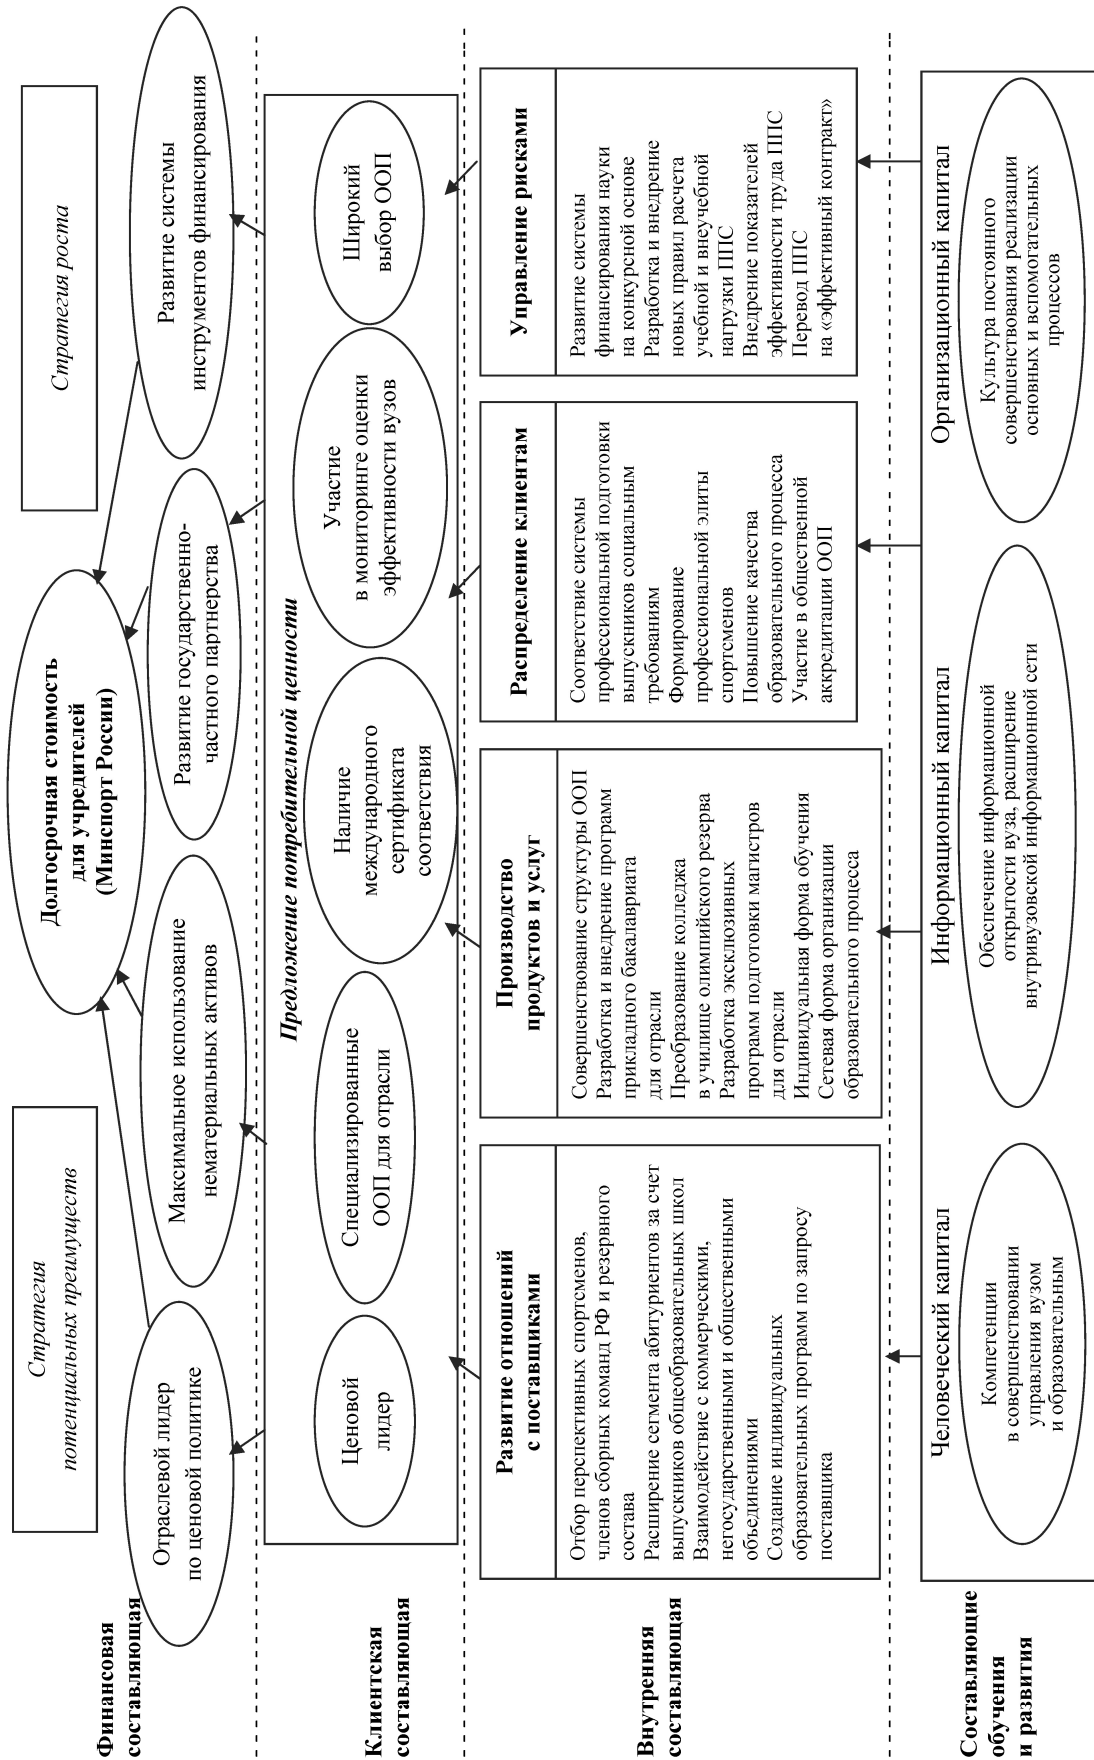 Финансовая
составляющая
Стратегия
потенциальных преимуществ
Долгосрочная стоимость
для учредителей
(Минспорт России)
Стратегия роста
Отраслевой лидер
по ценовой политике
Максимальное использование
нематериальных активов
Развитие государственно-
частного партнерства
Развитие системы
инструментов финансирования
Клиентская
составляющая
Предложение потребительной ценности
Ценовой
лидер
Специализированные
ООП для отрасли
Наличие
международного
сертификата
соответствия
Участие
в мониторинге оценки
эффективности вузов
Широкий
выбор ООП
Внутренняя
составляющая
Развитие отношений
с поставщиками
Отбор перспективных спортсменов,
членов сборных команд РФ и резервного
состава
Расширение сегмента абитуриентов за счет
выпускников общеобразовательных школ
Взаимодействие с коммерческими,
негосударственными и общественными
объединениями
Создание индивидуальных
образовательных программ по запросу
поставщика
Производство
продуктов и услуг
Совершенствование структуры ООП
Разработка и внедрение программ
прикладного бакалавриата
для отрасли
Преобразование колледжа
в училище олимпийского резерва
Разработка эксклюзивных
программ подготовки магистров
для отрасли
Индивидуальная форма обучения
Сетевая форма организации
образовательного процесса
Распределение клиентам
Соответствие системы
профессиональной подготовки
выпускников социальным
требованиям
Формирование
профессиональной элиты
спортсменов
Повышение качества
образовательного процесса
Участие в общественной
аккредитации ООП
Управление рисками
Развитие системы
финансирования науки
на конкурсной основе
Разработка и внедрение
новых правил расчета
учебной и внеучебной
нагрузки ППС
Внедрение показателей
эффективности труда ППС
Перевод ППС
на «эффективный контракт»
Составляющие
обучения
и развития
Человеческий капитал
Компетенции
в совершенствовании
управления вузом
и образовательным
Информационный капитал
Обеспечение информационной
открытости вуза, расширение
внутривузовской информационной сети
Организационный капитал
Культура постоянного
совершенствования реализации
основных и вспомогательных
процессов